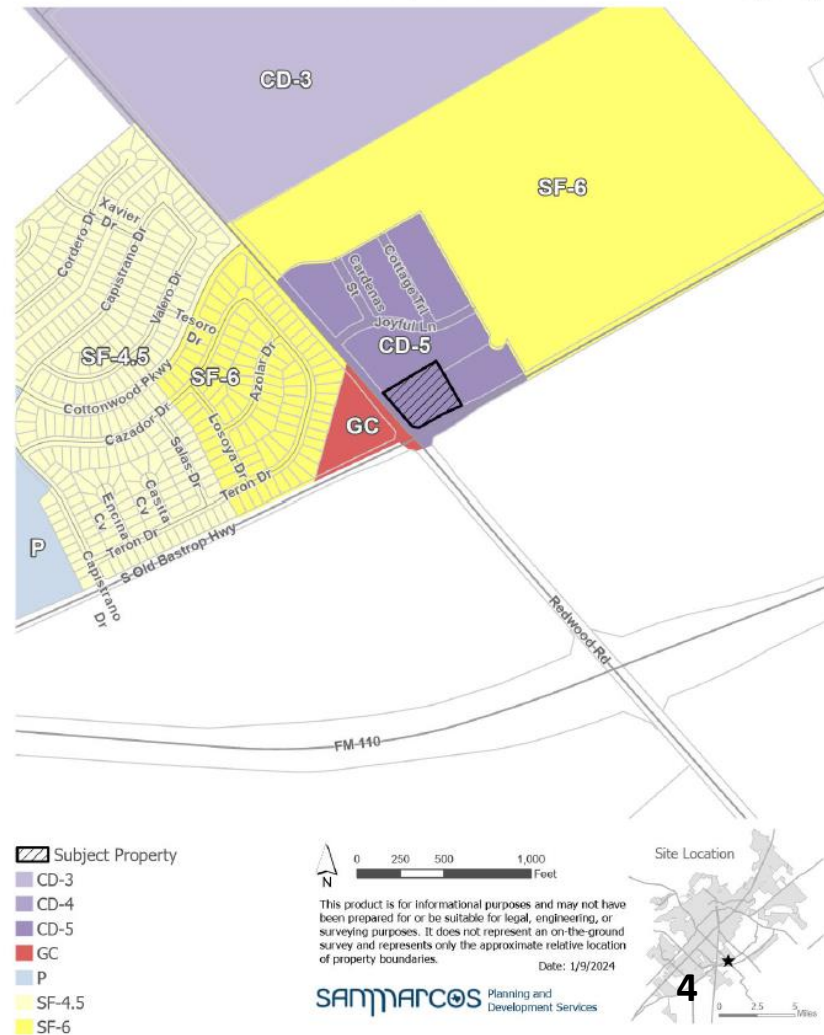 CD-3
SF-6
Xavier
Dr
Cordero Dr
Capistrano Dr
Valero Dr
Tesoro
Dr
Cardenas
St
Cottage Trl
Joyful Ln
CD-5
SF-4.5
SF-6
Azolar Dr
Cottonwood Pkwy
Cazador Dr
Losoya Dr
GC
Salas Dr
Teron Dr
Casita
Cv
Encina
Cv
Teron Dr
S Old Bastrop Hwy
P
Capistrano
Dr
Redwood Rd
FM 110
Subject Property
CD-3
CD-4
CD-5
GC
P
SF-4.5
SF-6
N
0 250 500 1,000
Feet
This product is for informational purposes and may not have
been prepared for or be suitable for legal, engineering, or
surveying purposes. It does not represent an on-the-ground
survey and represents only the approximate relative location
of property boundaries.
Date: 1/9/2024
SANMARCOS Planning and
Development Services
Site Location
4
0 2.5 5
Miles